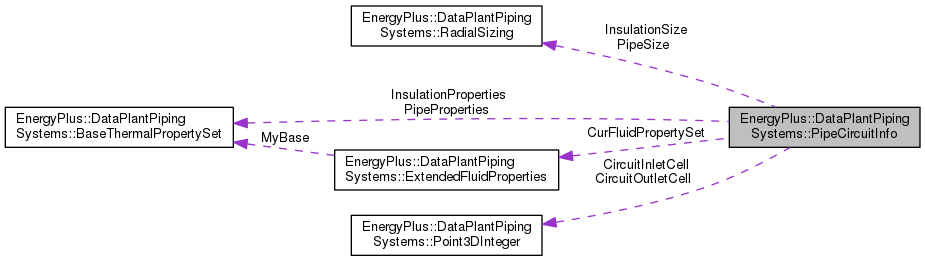 EnergyPlus::DataPlantPiping
Systems::RadialSizing
InsulationSize
PipeSize
InsulationProperties
PipeProperties
EnergyPlus::DataPlantPiping
Systems::BaseThermalPropertySet
MyBase
EnergyPlus::DataPlantPiping
Systems::PipeCircuitInfo
CurFluidPropertySet
EnergyPlus::DataPlantPiping
Systems::ExtendedFluidProperties
CircuitInletCell
CircuitOutletCell
EnergyPlus::DataPlantPiping
Systems::Point3DInteger